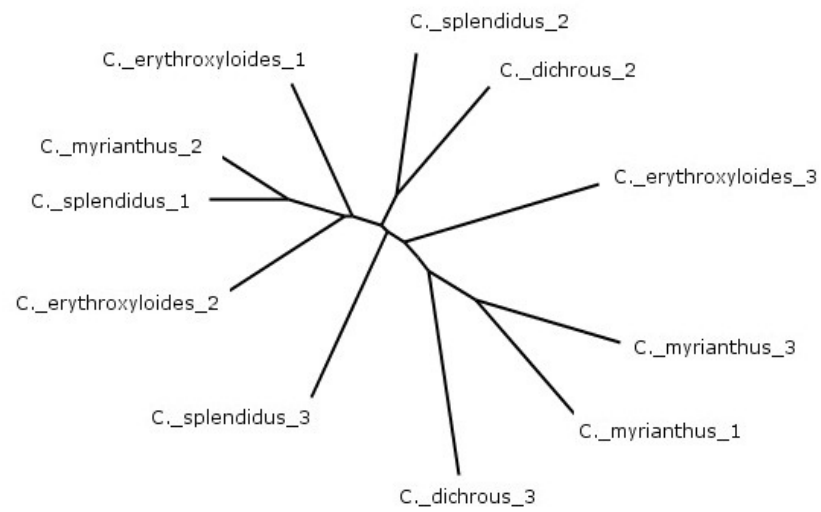 C._splendidus_2
C._erythroxyloides_1
C._dichrous_2
C._myrianthus_2
C._erythroxyloides_3
C._splendidus_1
C._erythroxyloides_2
C._myrianthus_3
C._splendidus_3
C._myrianthus_1
C._dichrous_3